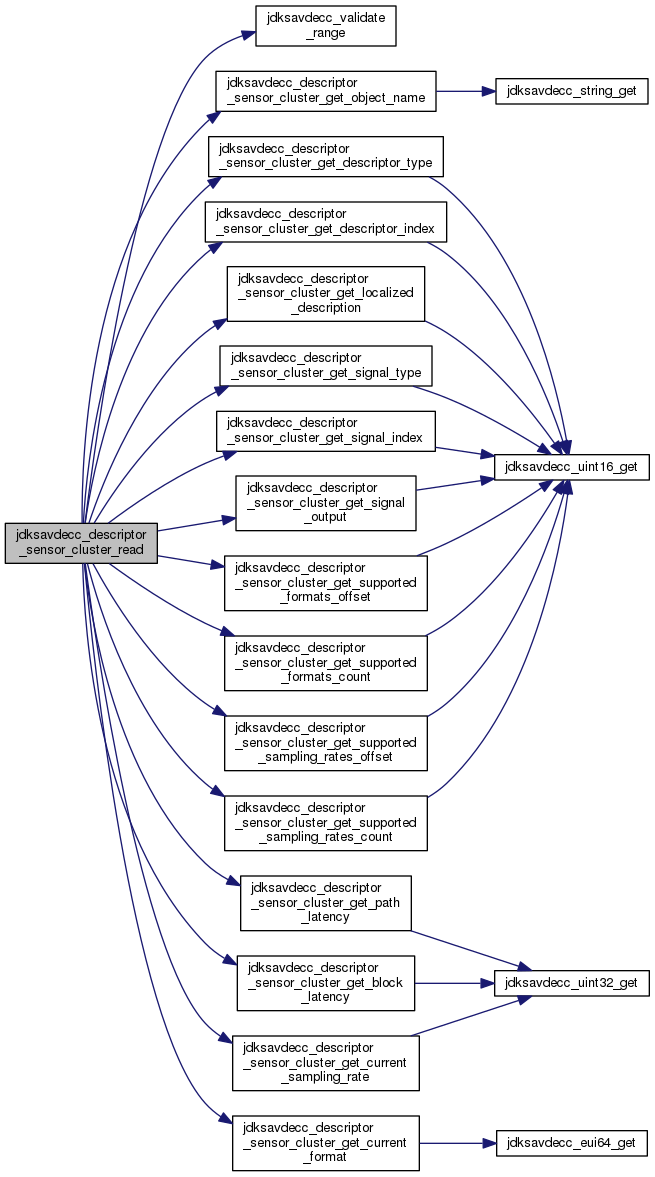 jdksavdecc_validate
_range
jdksavdecc_descriptor
_sensor_cluster_get_object_name
jdksavdecc_string_get
jdksavdecc_descriptor
_sensor_cluster_get_descriptor_type
jdksavdecc_descriptor
_sensor_cluster_get_descriptor_index
jdksavdecc_descriptor
_sensor_cluster_get_localized
_description
jdksavdecc_descriptor
_sensor_cluster_get_signal_type
jdksavdecc_descriptor
_sensor_cluster_get_signal_index
jdksavdecc_uint16_get
jdksavdecc_descriptor
_sensor_cluster_get_signal
_output
jdksavdecc_descriptor
_sensor_cluster_read
jdksavdecc_descriptor
_sensor_cluster_get_supported
_formats_offset
jdksavdecc_descriptor
_sensor_cluster_get_supported
_formats_count
jdksavdecc_descriptor
_sensor_cluster_get_supported
_sampling_rates_offset
jdksavdecc_descriptor
_sensor_cluster_get_supported
_sampling_rates_count
jdksavdecc_descriptor
_sensor_cluster_get_path
_latency
jdksavdecc_descriptor
_sensor_cluster_get_block
_latency
jdksavdecc_uint32_get
jdksavdecc_descriptor
_sensor_cluster_get_current
_sampling_rate
jdksavdecc_descriptor
_sensor_cluster_get_current
_format
jdksavdecc_eui64_get